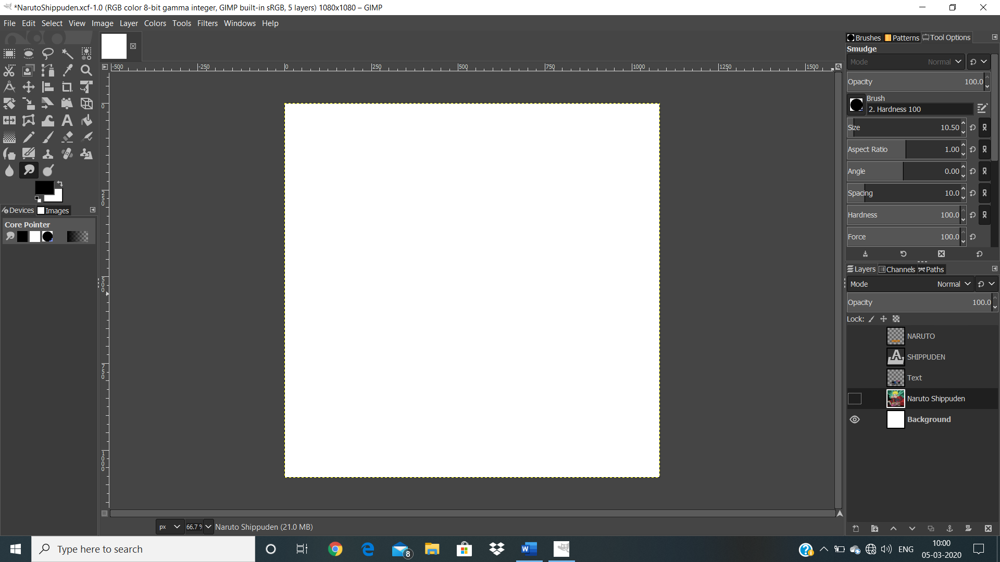 *NarutoShippuden.xcf-1.0 (RGB color 8-bit gamma integer, GIMP built-in sRGB, 5 layers) 1080x1080 – GIMP
File Edit Select View Image Layer Colors Tools Filters Windows Help
Brushes Patterns Tool Options
Smudge
Mode Normal
Opacity 100.0
Brush
2. Hardness 100
Size 10.50
Aspect Ratio 1.00
Angle 0.00
Spacing 10.0
Hardness 100.0
Force 100.0
-500 -250 0 250 500 750 1000 1250 1500
0
250
500
750
1000
Devices Images
Core Pointer
Layers Channels Paths
Mode Normal
Opacity 100.0
Lock:
NARUTO
SHIPPUDEN
Text
Naruto Shippuden
Background
px 66.7 % Naruto Shippuden (21.0 MB)
Type here to search
8
W
ENG
10:00
05-03-2020